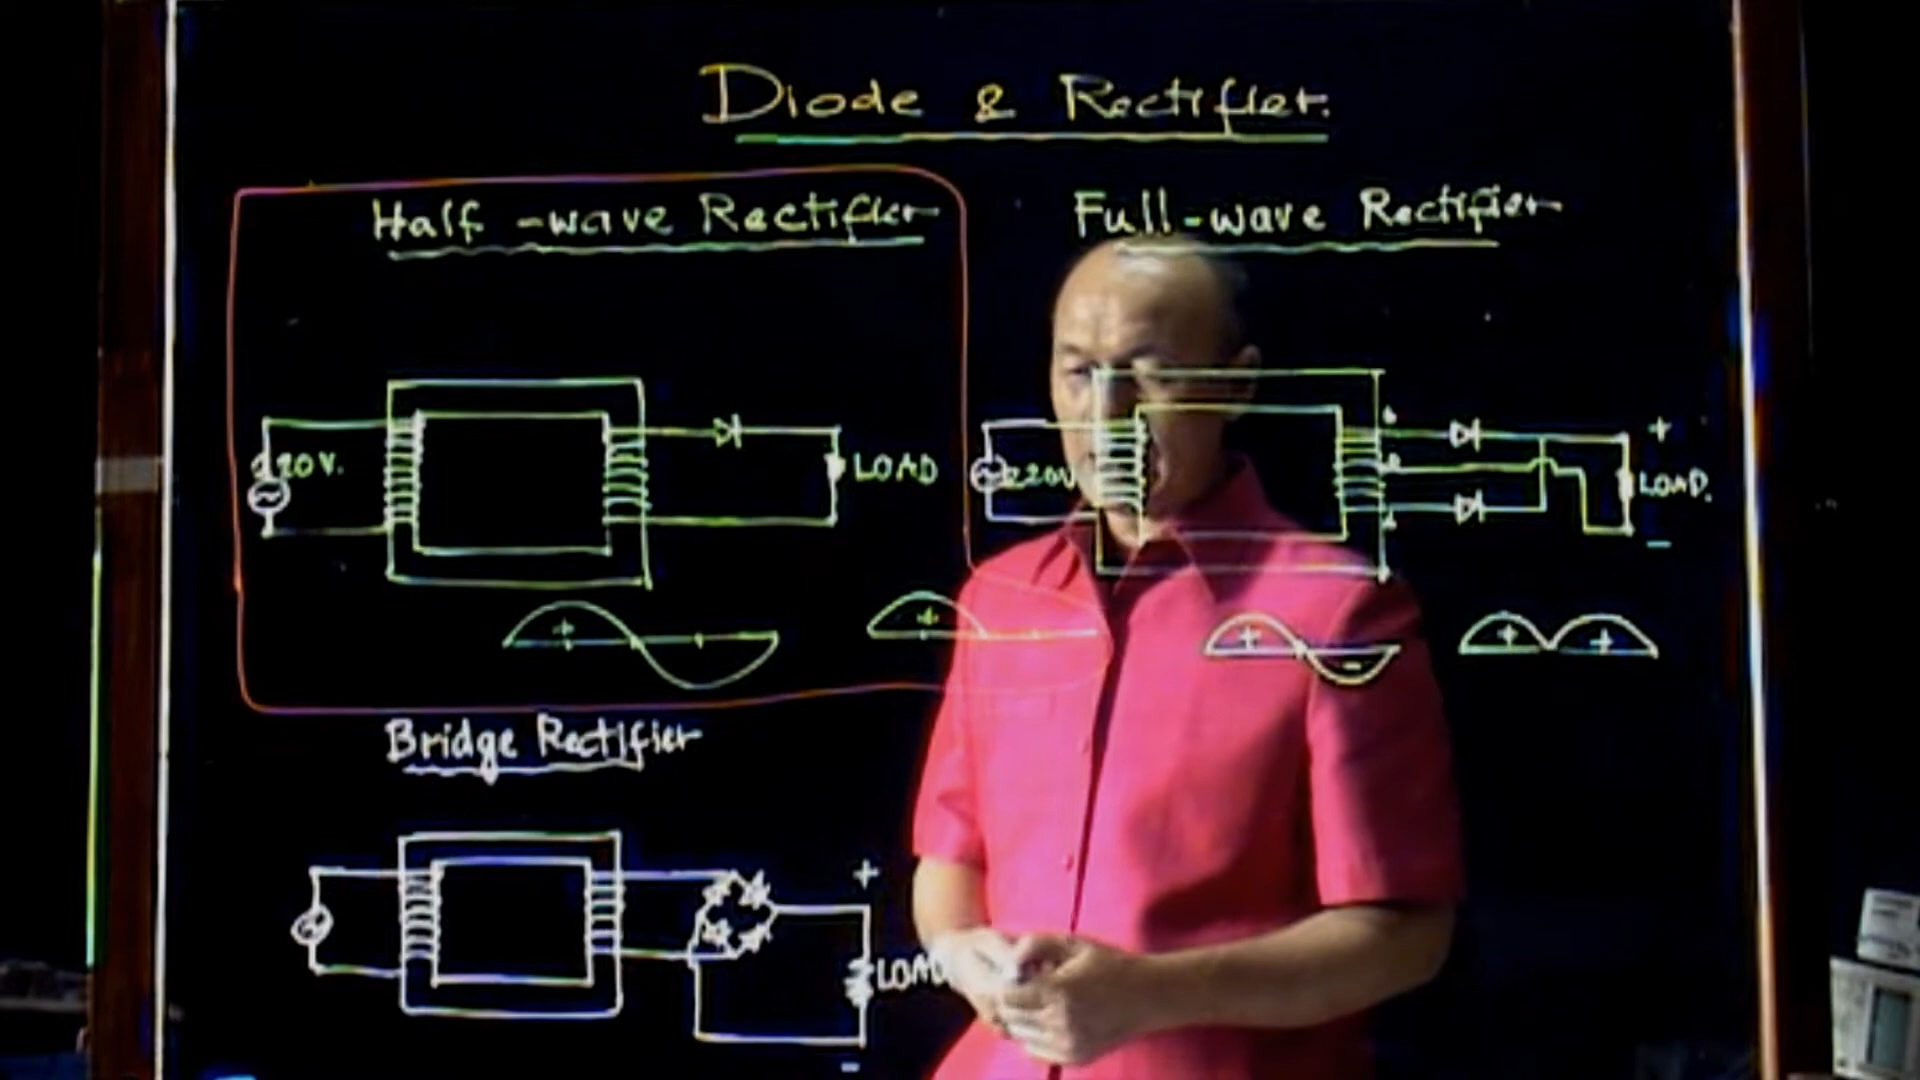 Diode & Rectifier.
Half-wave Rectifier
Full-wave Rectifier
220V.
LOAD
220V
+
LOAD.
-
+
+
+
-
+
+
Bridge Rectifier
+
LOAD
-